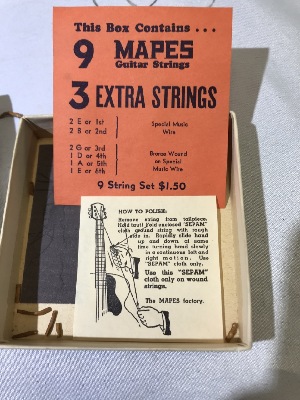 This Box Contains . . .
9 MAPES
Guitar Strings
3 EXTRA STRINGS
2 E or 1st
2 B or 2nd
Special Music
Wire
2 G or 3rd
1 D or 4th
1 A or 5th
1 E or 6th
Bronze Wound
or Special
Music Wire
9 String Set $1.50
HOW TO POLISH:
Remove string from tailpiece.
Hold taut! Fold enclosed "SEPAM"
cloth around string with rough
side in. Rapidly slide hand
up and down at same
time turning hand slowly
in a continuous left and
right motion. Use
"SEPAM" cloth only.
Use this "SEPAM"
cloth only on wound
strings.
The MAPES factory.